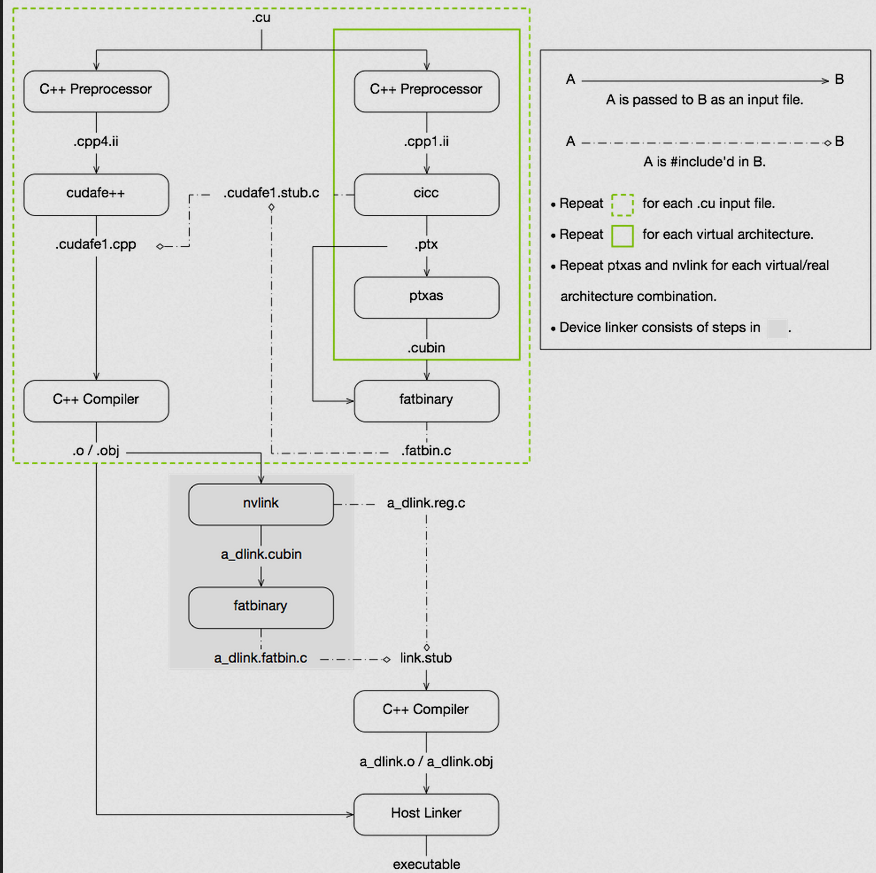 .cu
C++ Preprocessor
C++ Preprocessor
.cpp4.ii
.cpp1.ii
cudafe++
.cudafe1.stub.c
cicc
.cudafe1.cpp
.ptx
ptxas
.cubin
C++ Compiler
fatbinary
.o / .obj
.fatbin.c
nvlink
a_dlink.reg.c
a_dlink.cubin
fatbinary
a_dlink.fatbin.c
link.stub
C++ Compiler
a_dlink.o / a_dlink.obj
Host Linker
executable
A B
A is passed to B as an input file.
A B
A is #include'd in B.
• Repeat for each .cu input file.
• Repeat for each virtual architecture.
• Repeat ptxas and nvlink for each virtual/real
architecture combination.
• Device linker consists of steps in .